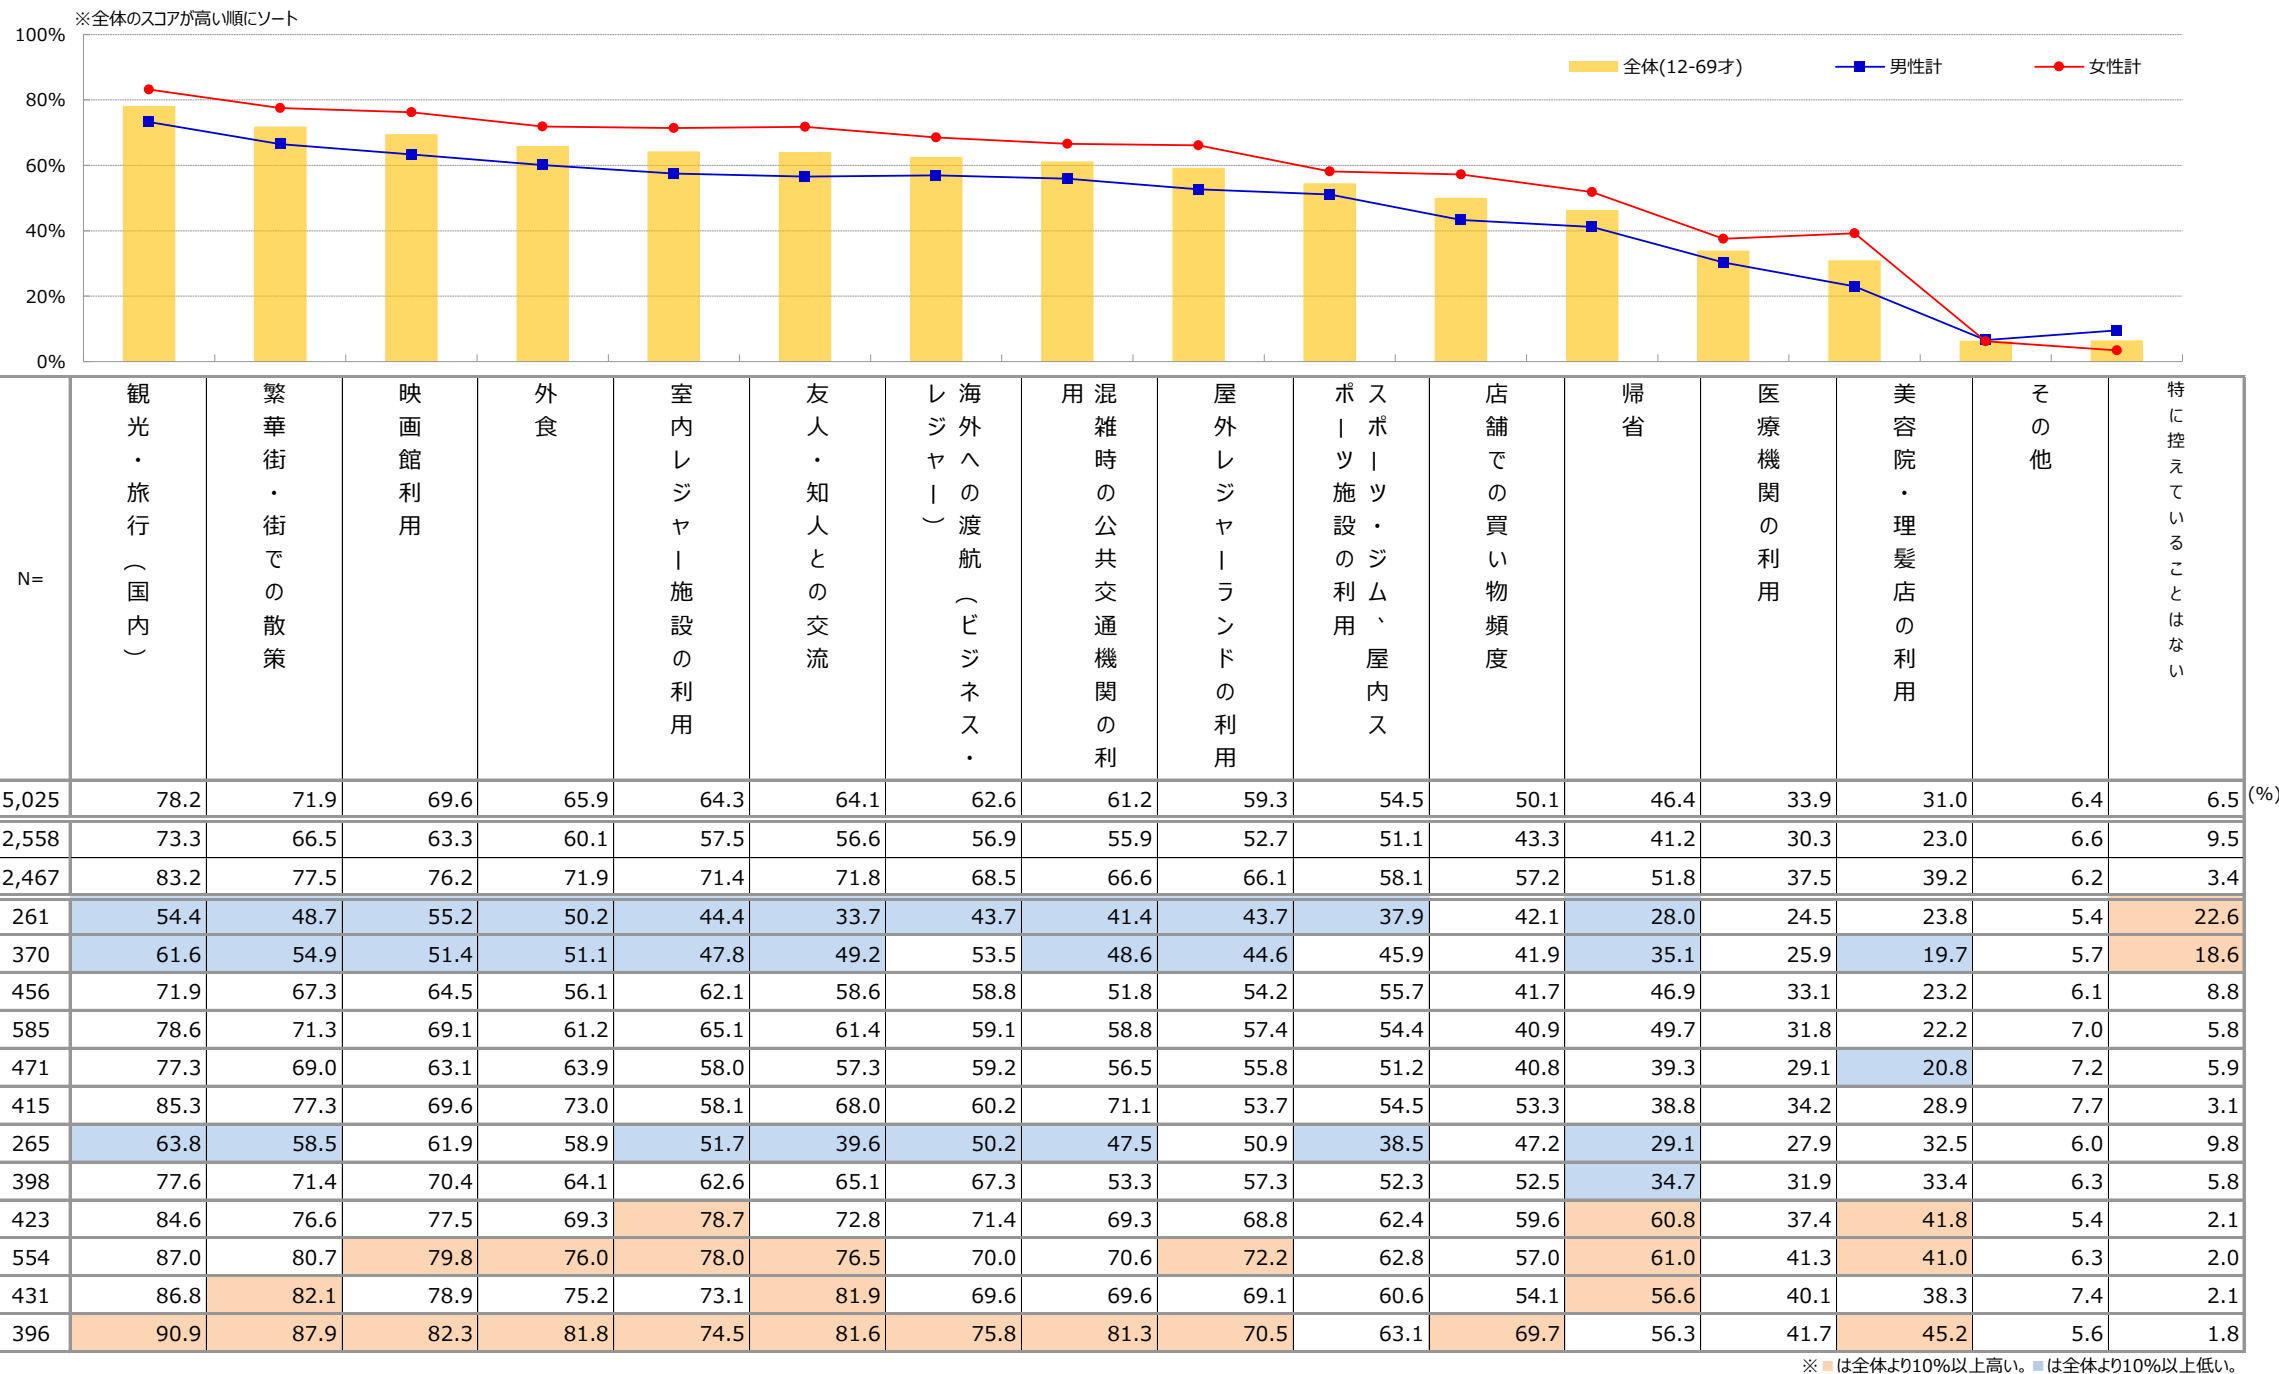 ※全体のスコアが高い順にソート
100%
80%
60%
40%
20%
0%
全体(12-69才) 男性計 女性計
N=
観光・旅行（国内）
繁華街・街での散策
映画館利用
外食
室内レジャー施設の利用
友人・知人との交流
海外への渡航（ビジネス・
レジャー）
混雑時の公共交通機関の利
用
屋外レジャーランドの利用
スポーツ・ジム、屋内ス
ポーツ施設の利用
店舗での買い物頻度
帰省
医療機関の利用
美容院・理髪店の利用
その他
特に控えていることはない
5,025 78.2 71.9 69.6 65.9 64.3 64.1 62.6 61.2 59.3 54.5 50.1 46.4 33.9 31.0 6.4 6.5 (%)
2,558 73.3 66.5 63.3 60.1 57.5 56.6 56.9 55.9 52.7 51.1 43.3 41.2 30.3 23.0 6.6 9.5
2,467 83.2 77.5 76.2 71.9 71.4 71.8 68.5 66.6 66.1 58.1 57.2 51.8 37.5 39.2 6.2 3.4
261 54.4 48.7 55.2 50.2 44.4 33.7 43.7 41.4 43.7 37.9 42.1 28.0 24.5 23.8 5.4 22.6
370 61.6 54.9 51.4 51.1 47.8 49.2 53.5 48.6 44.6 45.9 41.9 35.1 25.9 19.7 5.7 18.6
456 71.9 67.3 64.5 56.1 62.1 58.6 58.8 51.8 54.2 55.7 41.7 46.9 33.1 23.2 6.1 8.8
585 78.6 71.3 69.1 61.2 65.1 61.4 59.1 58.8 57.4 54.4 40.9 49.7 31.8 22.2 7.0 5.8
471 77.3 69.0 63.1 63.9 58.0 57.3 59.2 56.5 55.8 51.2 40.8 39.3 29.1 20.8 7.2 5.9
415 85.3 77.3 69.6 73.0 58.1 68.0 60.2 71.1 53.7 54.5 53.3 38.8 34.2 28.9 7.7 3.1
265 63.8 58.5 61.9 58.9 51.7 39.6 50.2 47.5 50.9 38.5 47.2 29.1 27.9 32.5 6.0 9.8
398 77.6 71.4 70.4 64.1 62.6 65.1 67.3 53.3 57.3 52.3 52.5 34.7 31.9 33.4 6.3 5.8
423 84.6 76.6 77.5 69.3 78.7 72.8 71.4 69.3 68.8 62.4 59.6 60.8 37.4 41.8 5.4 2.1
554 87.0 80.7 79.8 76.0 78.0 76.5 70.0 70.6 72.2 62.8 57.0 61.0 41.3 41.0 6.3 2.0
431 86.8 82.1 78.9 75.2 73.1 81.9 69.6 69.6 69.1 60.6 54.1 56.6 40.1 38.3 7.4 2.1
396 90.9 87.9 82.3 81.8 74.5 81.6 75.8 81.3 70.5 63.1 69.7 56.3 41.7 45.2 5.6 1.8
※ は全体より10%以上高い。 は全体より10%以上低い。